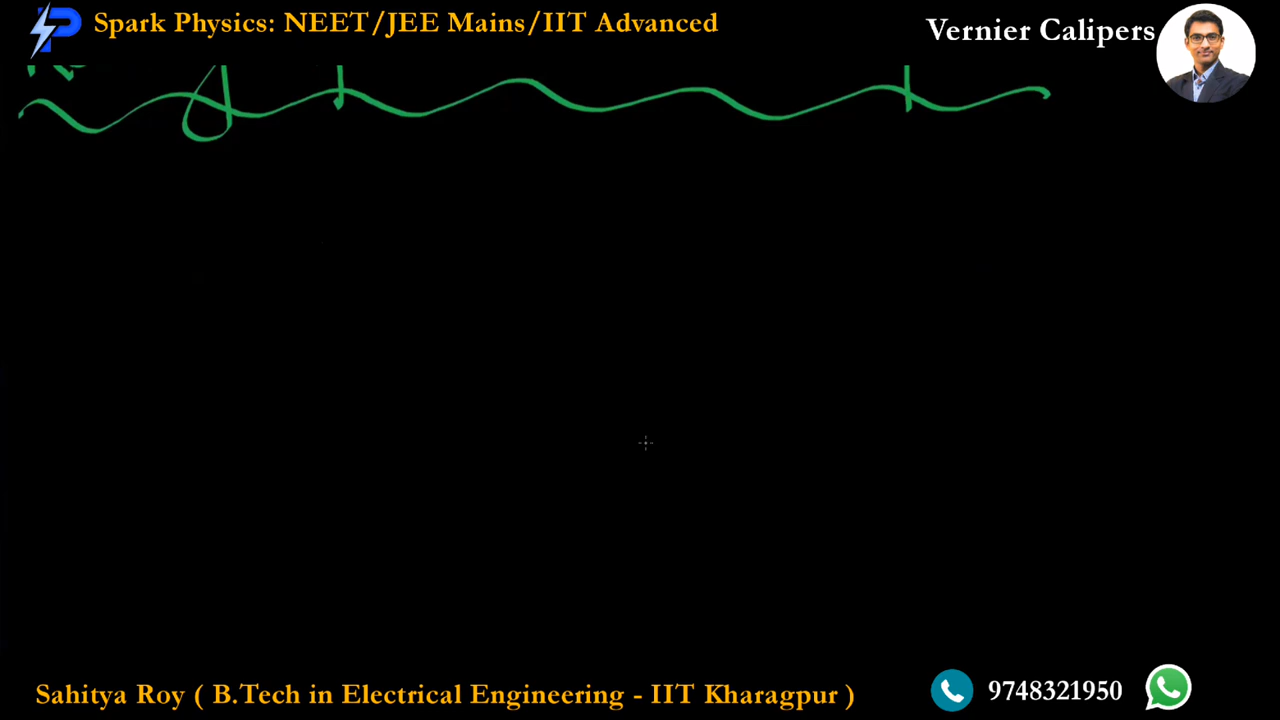 Spark Physics: NEET/JEE Mains/IIT Advanced
Vernier Calipers
Sahitya Roy ( B.Tech in Electrical Engineering - IIT Kharagpur )
9748321950